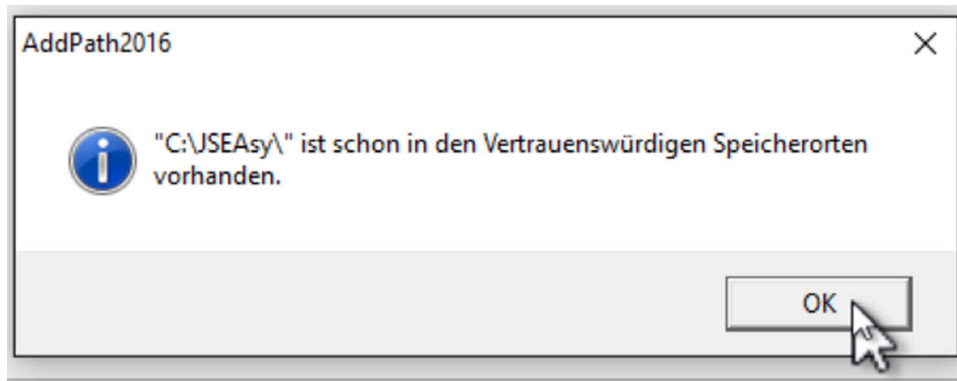 AddPath2016
"C:\JSEAsy\" ist schon in den Vertrauenswürdigen Speicherorten
vorhanden.
OK